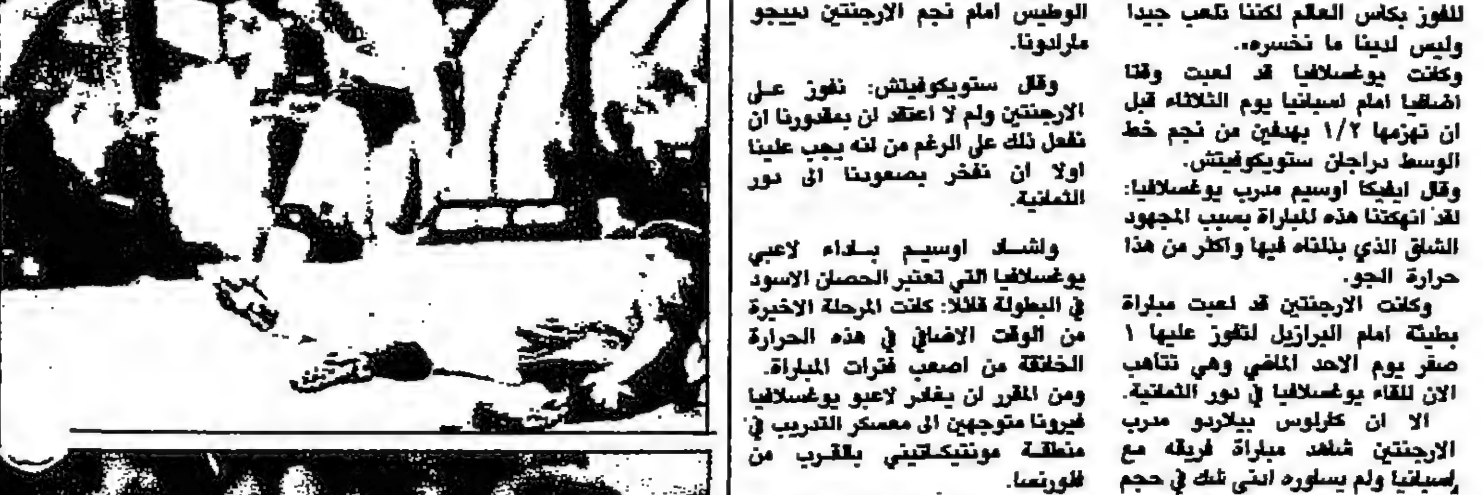 للفوز بكاس العالم لكننا نلعب جيدا
وليس لدينا ما نخسره».
وكانت يوغسلافيا قد لعبت وقتا
اضافيا امام اسبانيا يوم الثلاثاء قبل
ان تهزمها ١/٢ بهدفين من نجم خط
الوسط دراجان ستويكوفيتش.
وقال ايفيكا اوسيم مدرب يوغسلافيا:
لقد انهكتنا هذه المباراة بسبب المجهود
الشاق الذي بذلناه فيها واكثر من هذا
حرارة الجو.
وكانت الارجنتين قد لعبت مباراة
بطيئة امام البرازيل لتفوز عليها ١
صفر يوم الاحد الماضي وهي تتأهب
الان للقاء يوغسلافيا في دور الثمانية.
الا ان كارلوس بيلاردو مدرب
الارجنتين شاهد مباراة فريقه مع
إسبانيا ولم يساوره ادنى شك في حجم
الوطيس امام نجم الارجنتين دييجو
مارادونا.
وقال ستويكوفيتش: نفوز على
الارجنتين ولم لا اعتقد ان بمقدورنا ان
نفعل ذلك على الرغم من انه يجب علينا
اولا ان نفخر بصعودنا الى دور
الثمانية.
واشاد اوسيم باداء لاعبي
يوغسلافيا التي تعتبر الحصان الاسود
في البطولة قائلا: كانت المرحلة الاخيرة
من الوقت الاضافي في هذه الحرارة
الخانقة من اصعب فترات المباراة.
ومن المقرر ان يغادر لاعبو يوغسلافيا
فيرونا متوجهين الى معسكر التدريب في
منطقة مونتيكاتيني بالقرب من
فلورنسا.